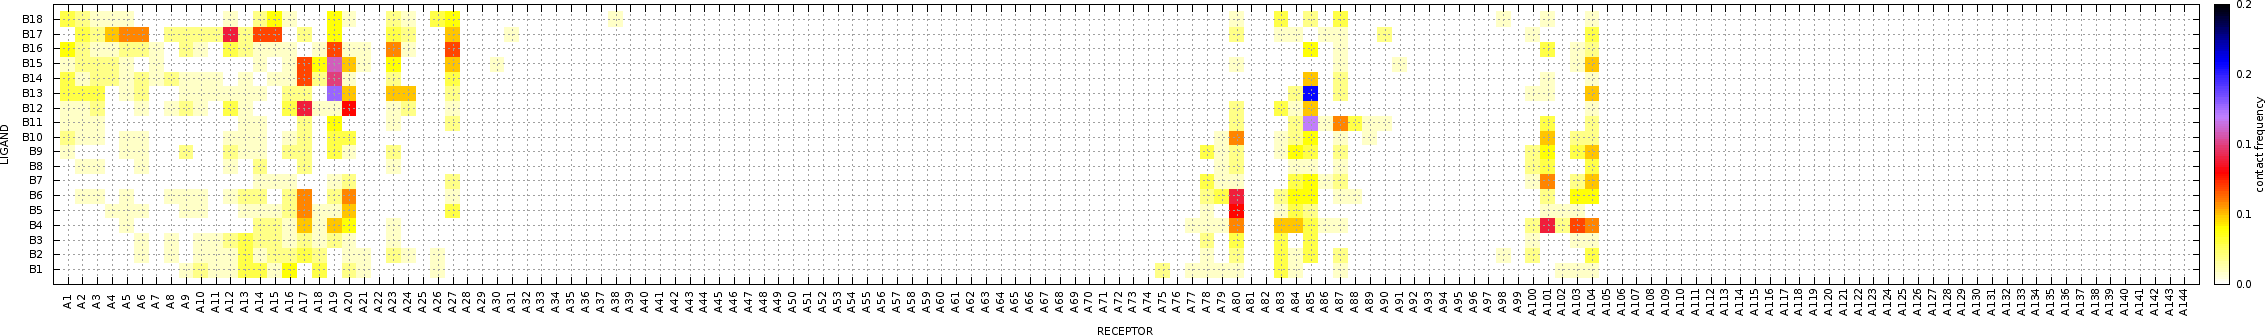 B18
B17
B16
B15
B14
B13
B12
B11
B10
B9
B8
B7
B6
B5
B4
B3
B2
B1
LIGAND
A1 A2 A3 A4 A5 A6 A7 A8 A9 A10 A11 A12 A13 A14 A15 A16 A17 A18 A19 A20 A21 A22 A23 A24 A25 A26 A27 A28 A29 A30 A31 A32 A33 A34 A35 A36 A37 A38 A39 A40 A41 A42 A43 A44 A45 A46 A47 A48 A49 A50 A51 A52 A53 A54 A55 A56 A57 A58 A59 A60 A61 A62 A63 A64 A65 A66 A67 A68 A69 A70 A71 A72 A73 A74 A75 A76 A77 A78 A79 A80 A81 A82 A83 A84 A85 A86 A87 A88 A89 A90 A91 A92 A93 A94 A95 A96 A97 A98 A99 A100 A101 A102 A103 A104 A105 A106 A107 A108 A109 A110 A111 A112 A113 A114 A115 A116 A117 A118 A119 A120 A121 A122 A123 A124 A125 A126 A127 A128 A129 A130 A131 A132 A133 A134 A135 A136 A137 A138 A139 A140 A141 A142 A143 A144
RECEPTOR
0.2
0.2
0.1
0.1
0.0
contact frequency